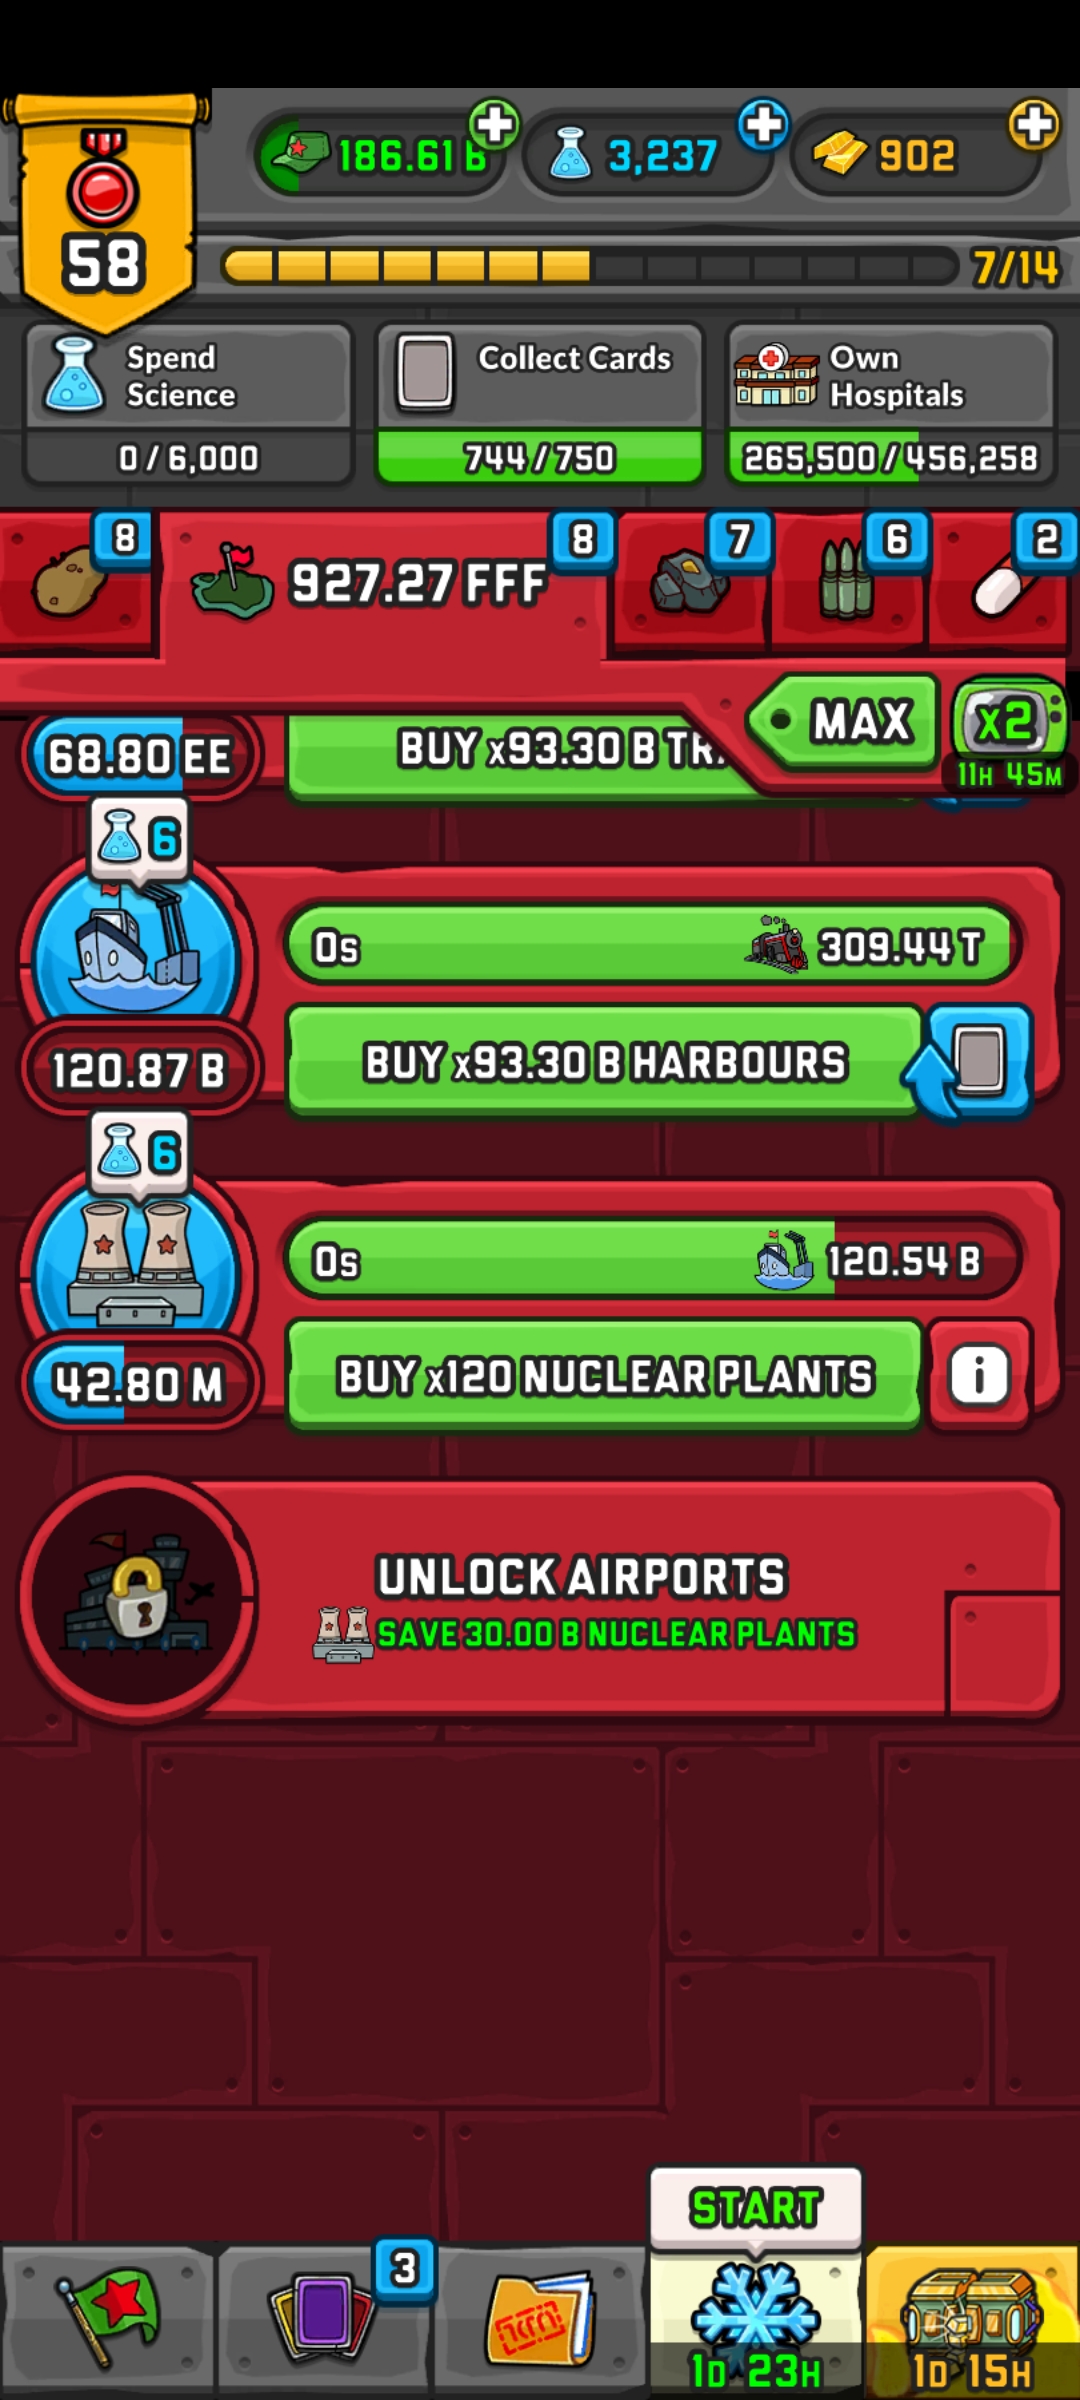 58
186.61 B
3,237
902
7/14
Spend
Science
0 / 6,000
Collect Cards
744 / 750
Own
Hospitals
265,500 / 456,258
8
927.27 FFF
8
7
6
2
MAX
x2
11H 45M
68.80 EE
BUY x93.30 B
6
0s
309.44 T
120.87 B
BUY x93.30 B HARBOURS
6
0s
120.54 B
42.80 M
BUY x120 NUCLEAR PLANTS
i
UNLOCK AIRPORTS
SAVE 30.00 B NUCLEAR PLANTS
START
3
1D 23H
1D 15H